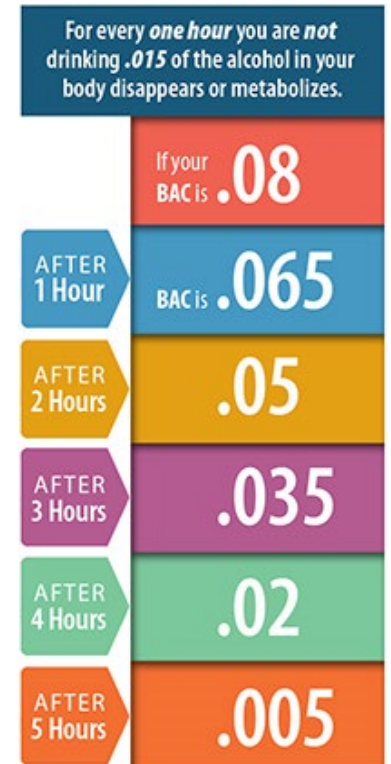 For every one hour you are not
drinking .015 of the alcohol in your
body disappears or metabolizes.
If your
BAC is .08
AFTER
1 Hour
BAC is .065
AFTER
2 Hours
.05
AFTER
3 Hours
.035
AFTER
4 Hours
.02
AFTER
5 Hours
.005